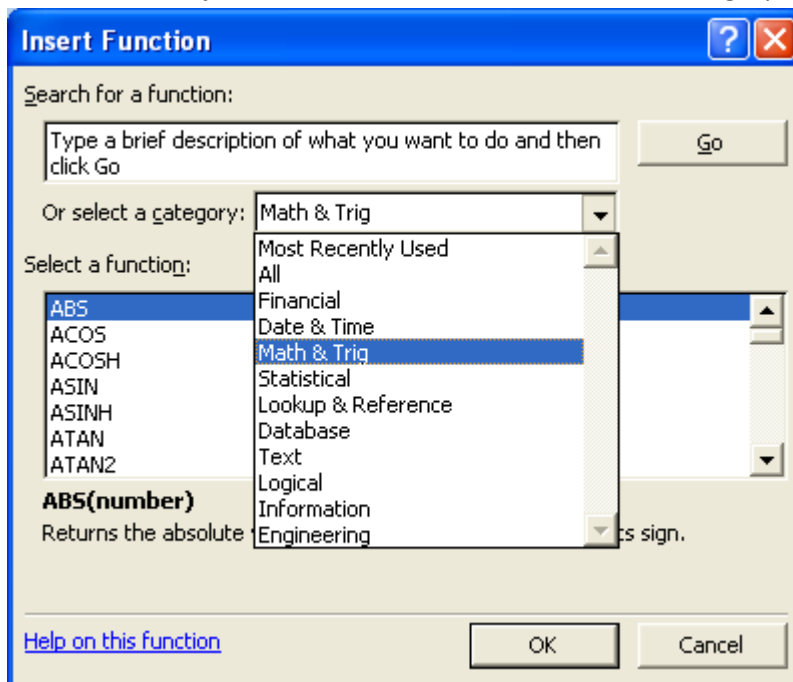 Insert Function
Search for a function:
Type a brief description of what you want to do and then
click Go
Go
Or select a category:
Math & Trig
Most Recently Used
All
Financial
Date & Time
Math & Trig
Statistical
Lookup & Reference
Database
Text
Logical
Information
Engineering
Select a function:
ABS
ACOS
ACOSH
ASIN
ASINH
ATAN
ATAN2
ABS(number)
Returns the absolute
sign.
Help on this function
OK
Cancel